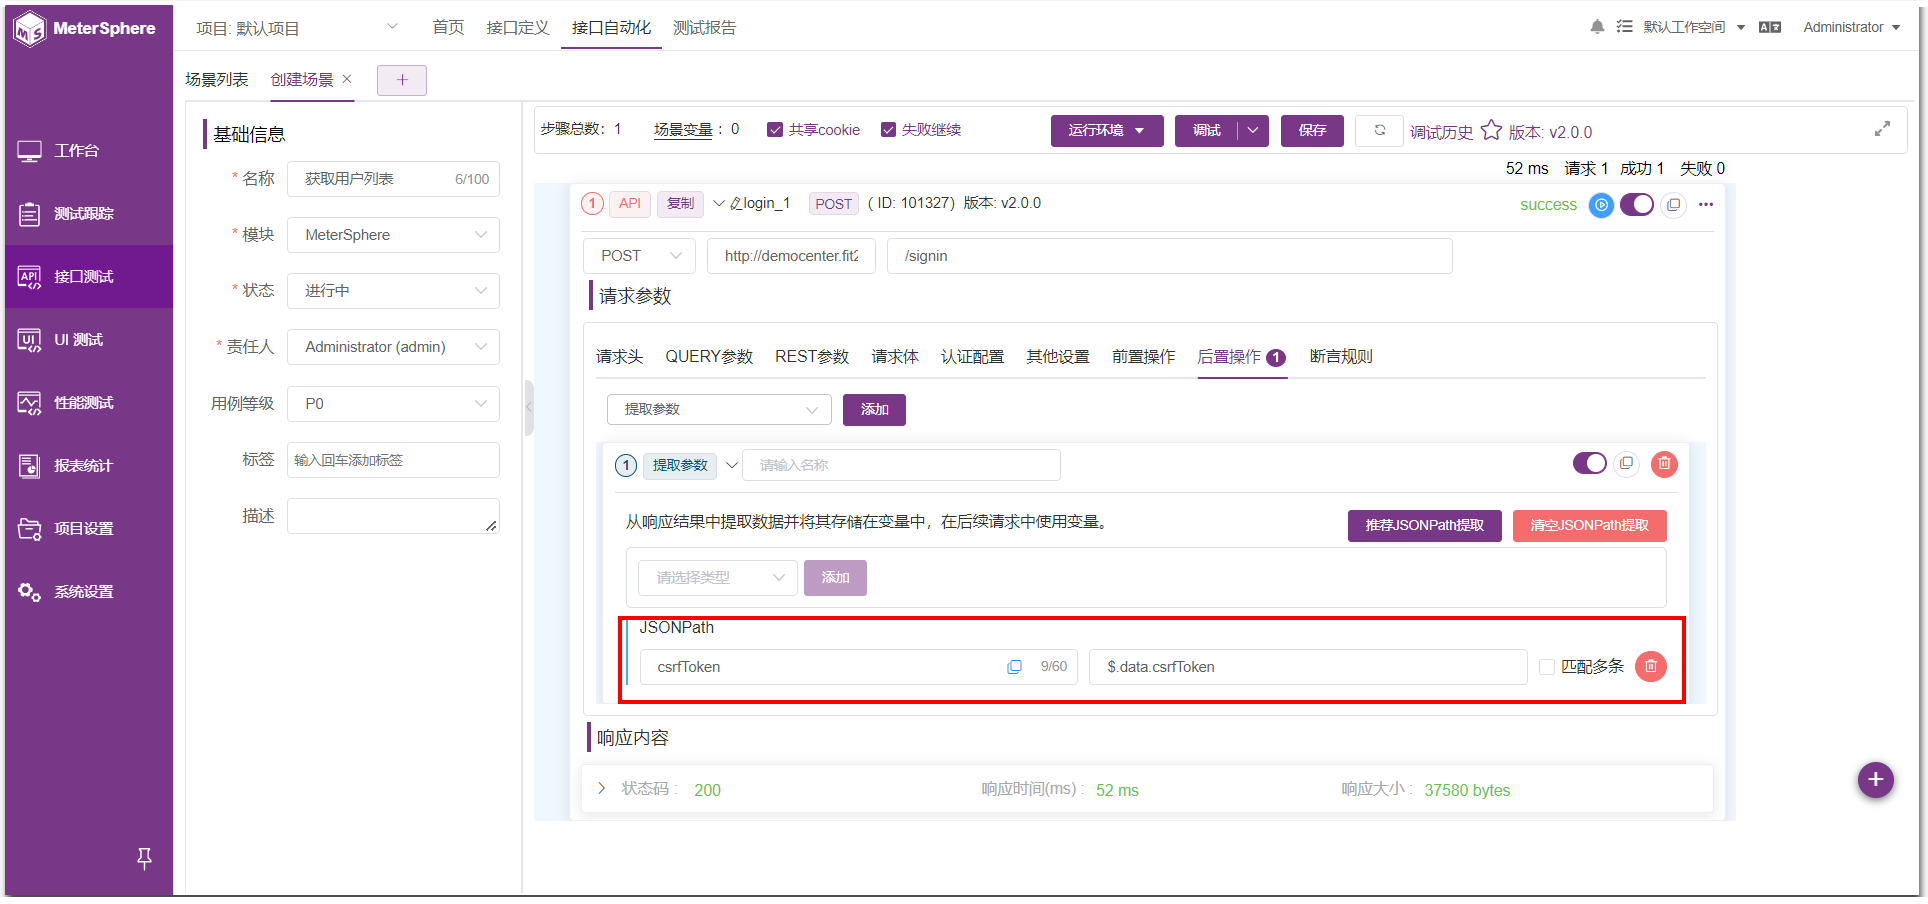 MeterSphere
项目: 默认项目
首页 接口定义 接口自动化 测试报告
默认工作空间
Administrator
场景列表 创建场景
工作台
测试跟踪
接口测试
UI 测试
性能测试
报表统计
项目设置
系统设置
基础信息
* 名称 获取用户列表 6/100
* 模块 MeterSphere
* 状态 进行中
* 责任人 Administrator (admin)
用例等级 P0
标签 输入回车添加标签
描述
步骤总数: 1 场景变量 : 0 共享cookie 失败继续 运行环境 调试 保存 调试历史 版本: v2.0.0
52 ms 请求 1 成功 1 失败 0
1 API 复制 login_1 POST ( ID: 101327) 版本: v2.0.0 success
POST http://democenter.fit2 /signin
请求参数
请求头 QUERY参数 REST参数 请求体 认证配置 其他设置 前置操作 后置操作 1 断言规则
提取参数 添加
1 提取参数 请输入名称
从响应结果中提取数据并将其存储在变量中，在后续请求中使用变量。
推荐JSONPath提取 清空JSONPath提取
请选择类型 添加
JSONPath
csrfToken 9/60 $.data.csrfToken 匹配多条
响应内容
状态码 : 200 响应时间(ms) : 52 ms 响应大小 : 37580 bytes